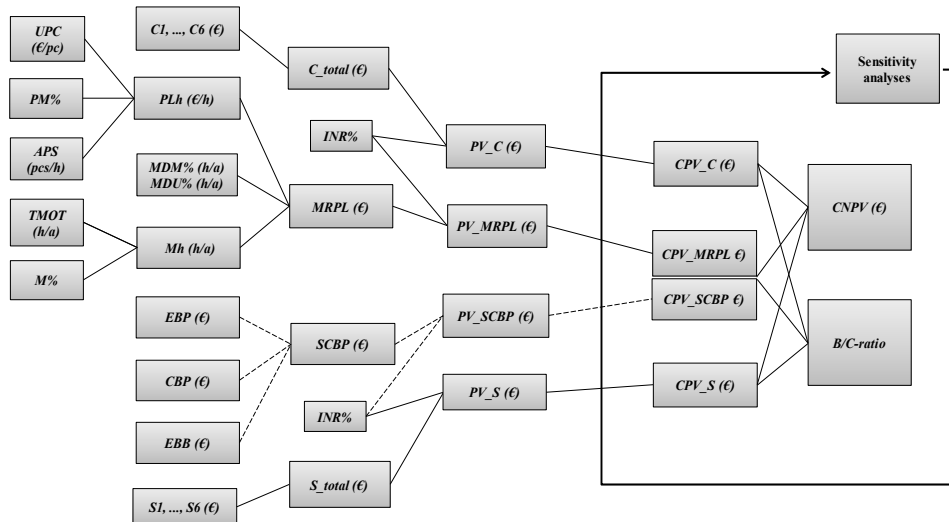 UPC
(€/pc)
PM%
APS
(pcs/h)
TMOT
(h/a)
M%
C1, ..., C6 (€)
PLh (€/h)
MDM% (h/a)
MDU% (h/a)
Mh (h/a)
EBP (€)
CBP (€)
EBB (€)
S1, ..., S6 (€)
C_total (€)
INR%
MRPL (€)
SCBP (€)
INR%
S_total (€)
PV_C (€)
PV_MRPL (€)
PV_SCBP (€)
PV_S (€)
CPV_C (€)
CPV_MRPL €)
CPV_SCBP €)
CPV_S (€)
Sensitivity
analyses
CNPV (€)
B/C-ratio